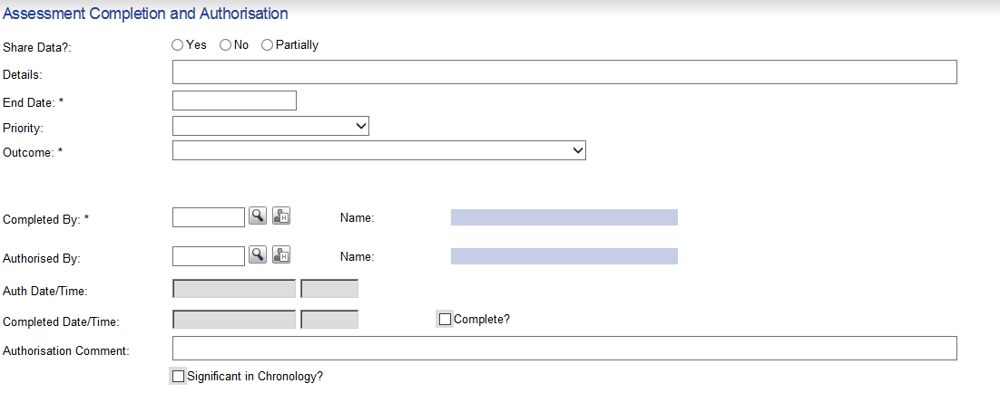 Assessment Completion and Authorisation
Share Data?: Yes No Partially
Details:
End Date: *
Priority:
Outcome: *
Completed By: * H Name:
Authorised By: H Name:
Auth Date/Time:
Completed Date/Time: Complete?
Authorisation Comment:
Significant in Chronology?